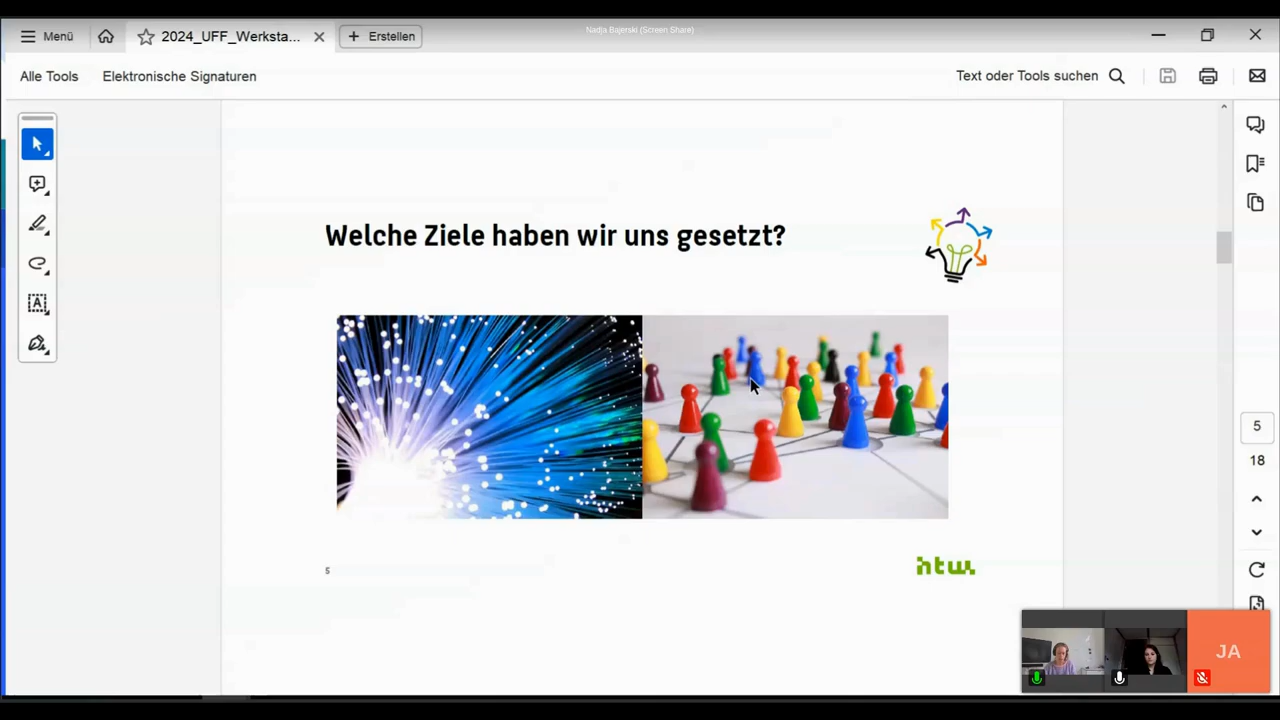 Menü
2024_UFF_Werksta...
Erstellen
Nadja Bajerski (Screen Share)
Alle Tools
Elektronische Signaturen
Text oder Tools suchen
Welche Ziele haben wir uns gesetzt?
5
18
5
htw.
JA